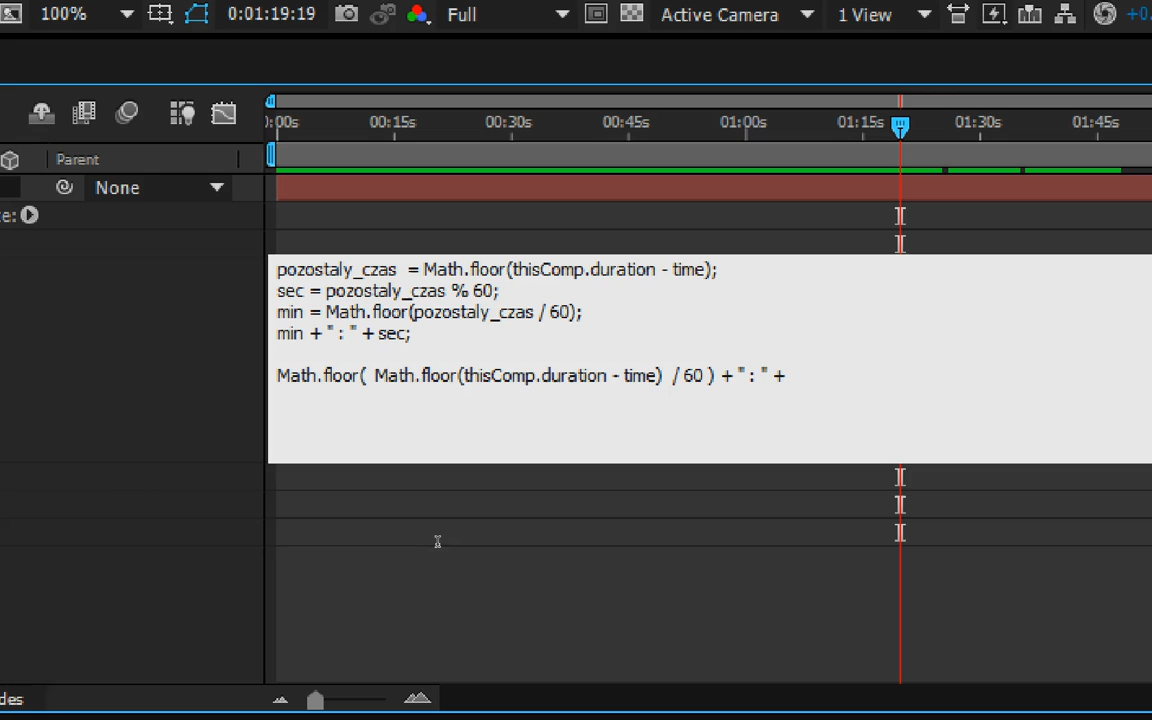 100%
0:01:19:19
Full
Active Camera
1 View
+0
:00s
00:15s
00:30s
00:45s
01:00s
01:15s
01:30s
01:45s
Parent
None
te:
pozostaly_czas = Math.floor(thisComp.duration - time);
sec = pozostaly_czas % 60;
min = Math.floor(pozostaly_czas / 60);
min + " : " + sec;
Math.floor( Math.floor(thisComp.duration - time) / 60 ) + " : " +
des